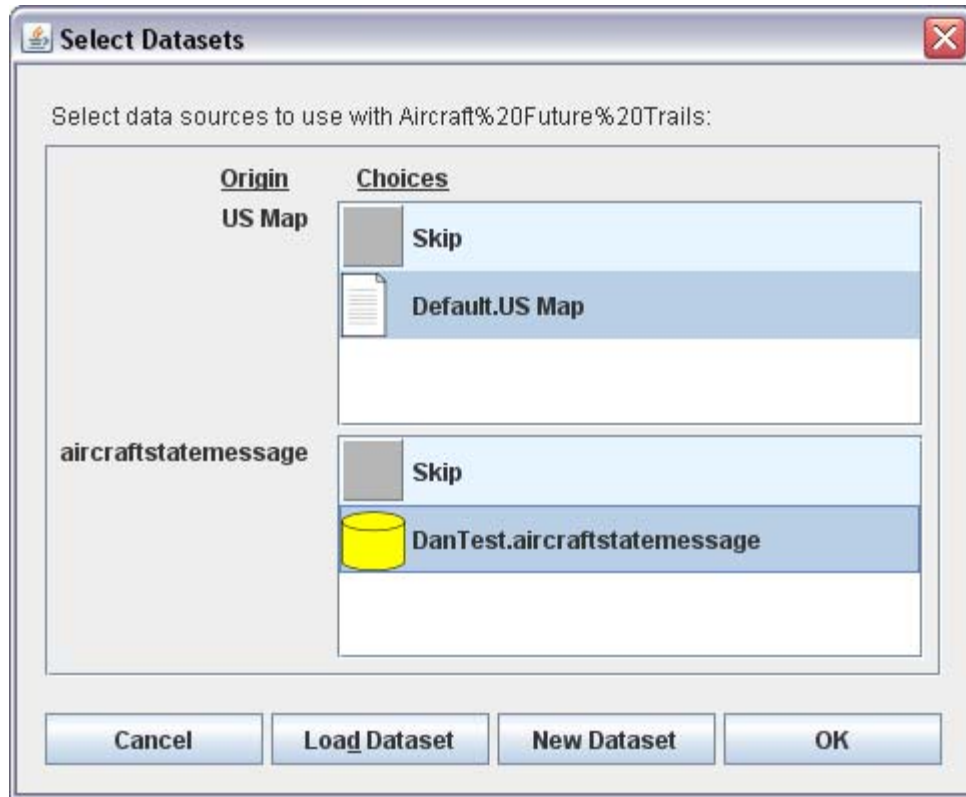 Select Datasets
Select data sources to use with Aircraft%20Future%20Trails:
Origin Choices
US Map
Skip
Default.US Map
aircraftstatemessage
Skip
DanTest.aircraftstatemessage
Cancel Load Dataset New Dataset OK